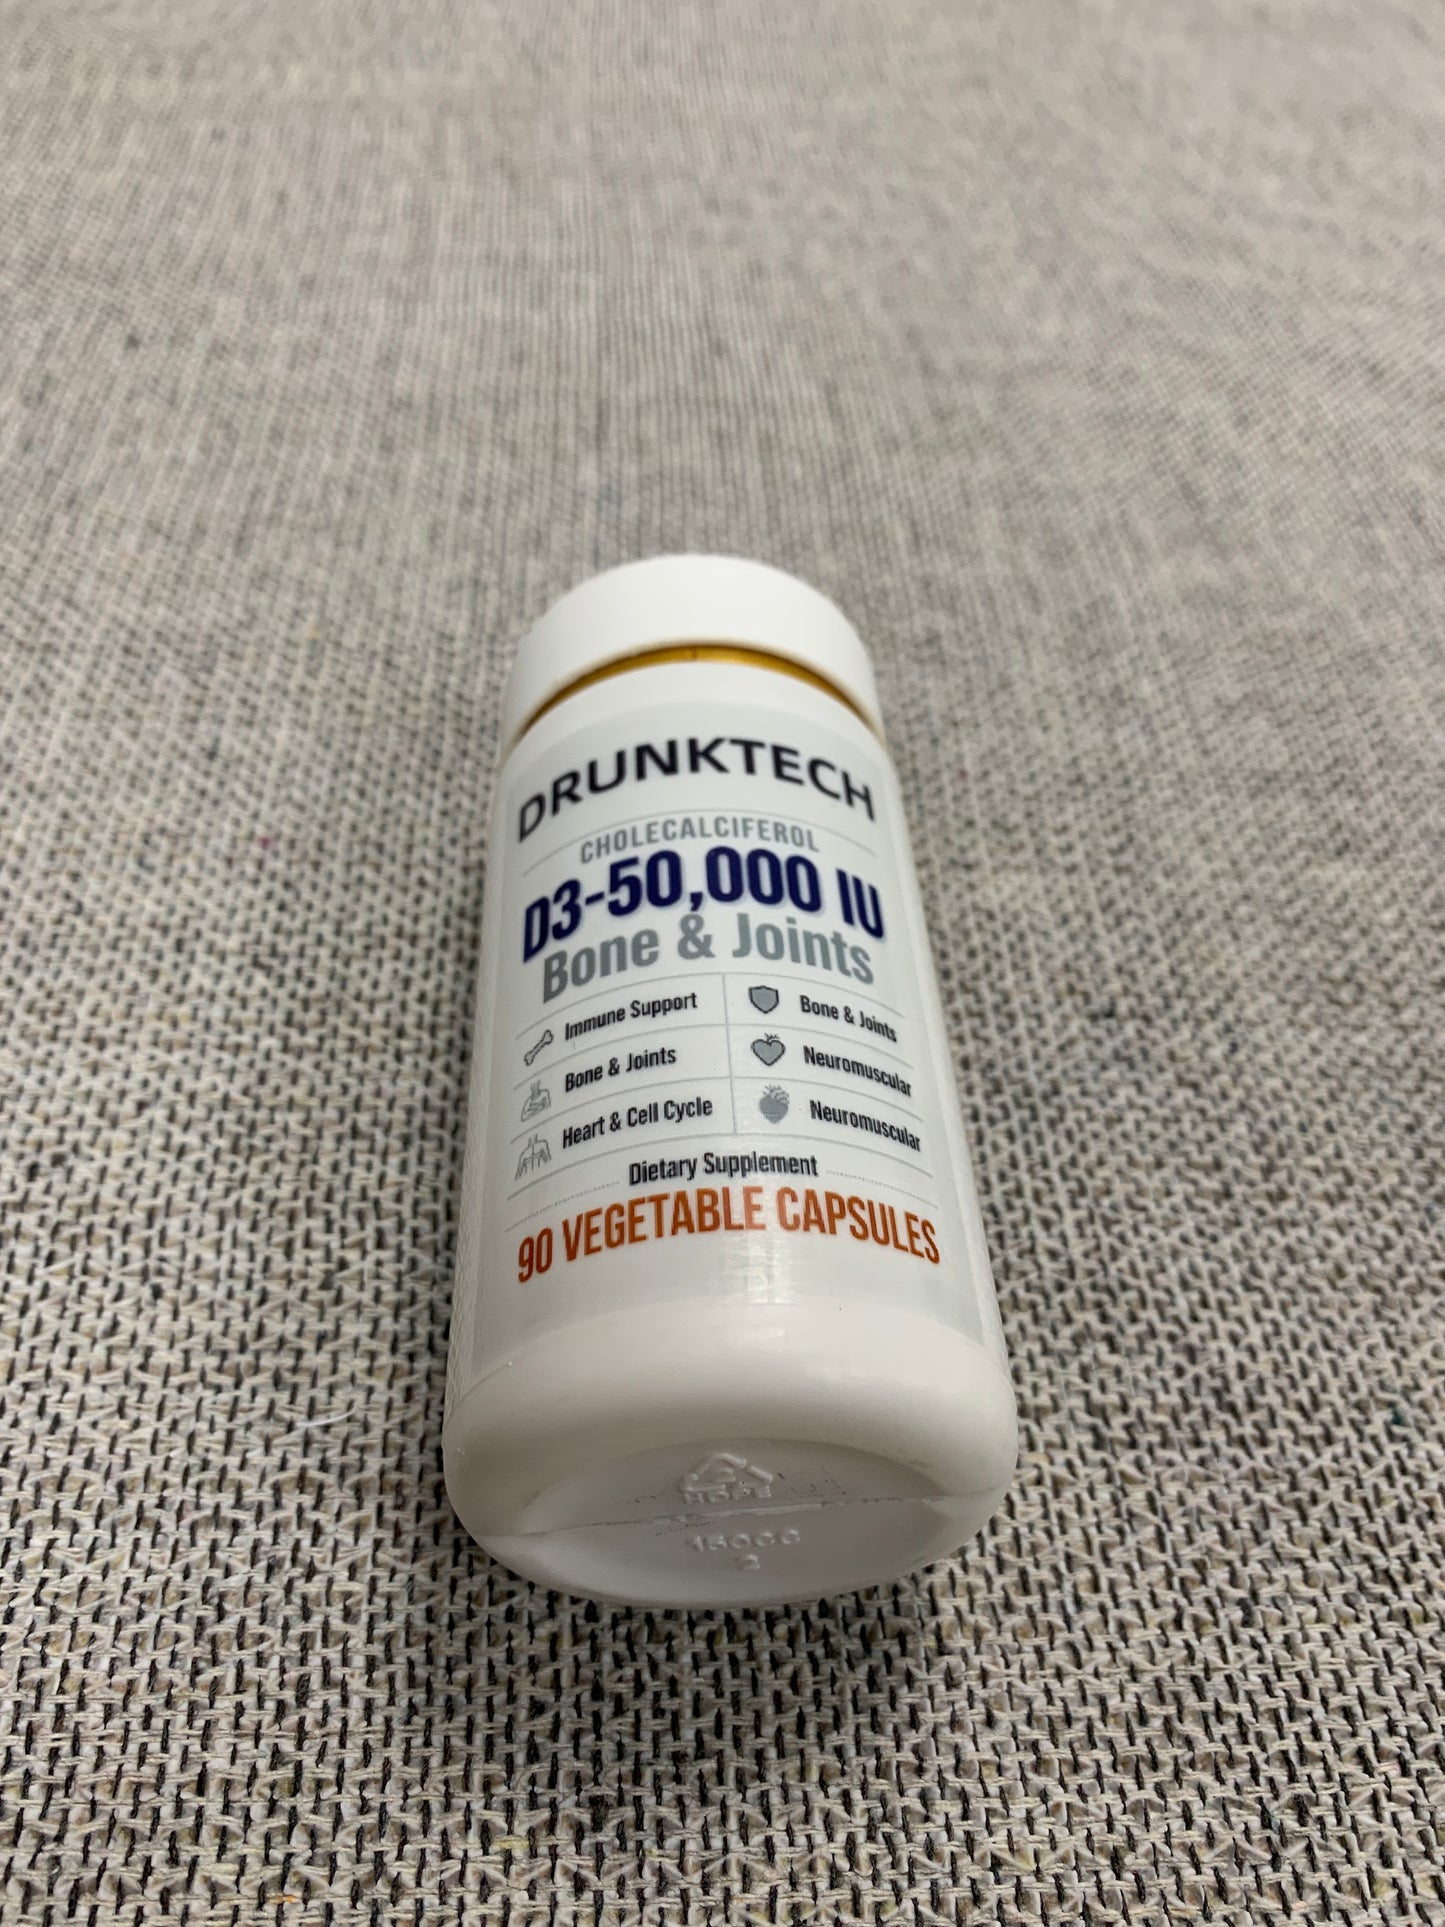 DRUNKTECH
CHOLECALCIFEROL
D3-50,000 IU
Bone & Joints
Immune Support
Bone & Joints
Heart & Cell Cycle
Bone & Joints
Neuromuscular
Neuromuscular
Dietary Supplement
90 VEGETABLE CAPSULES
HDPE
2